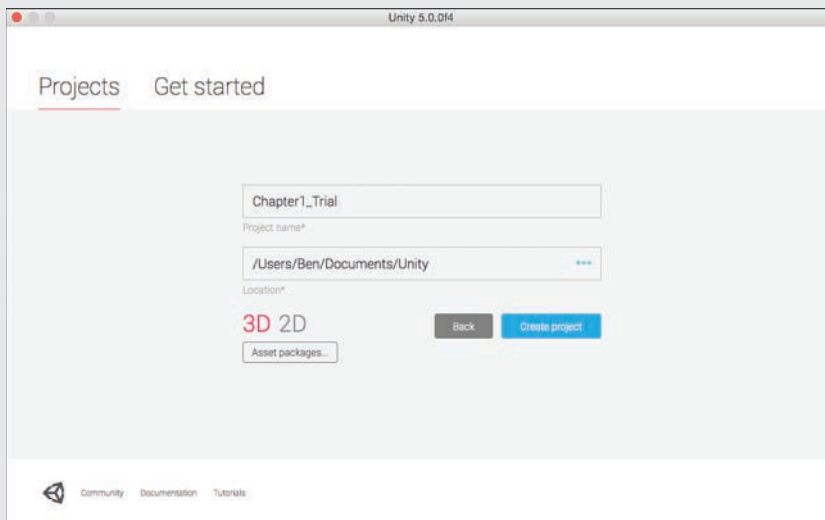 Unity 5.0.0f4
Projects Get started
Chapter1_Trial
Project name*
/Users/Ben/Documents/Unity
Location*
3D 2D Back Create project
Asset packages...
Community Documentation Tutorials